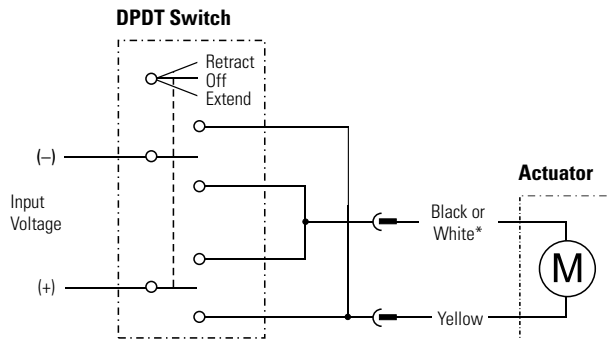 DPDT Switch
Retract
Off
Extend
(–)
Input
Voltage
(+)
Actuator
Black or
White*
M
Yellow